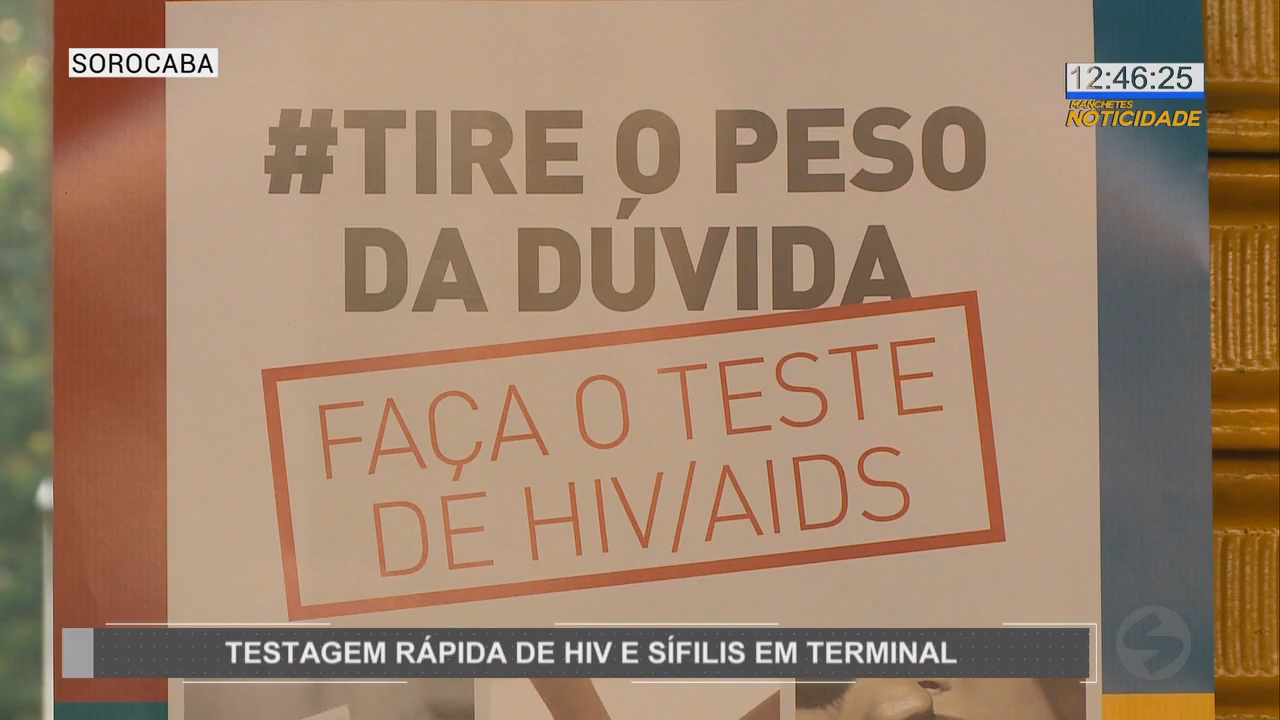 SOROCABA
12:46:25
MANCHETES
NOTICIDADE
#TIRE O PESO
DA DÚVIDA
FAÇA O TESTE
DE HIV/AIDS
TESTAGEM RÁPIDA DE HIV E SÍFILIS EM TERMINAL